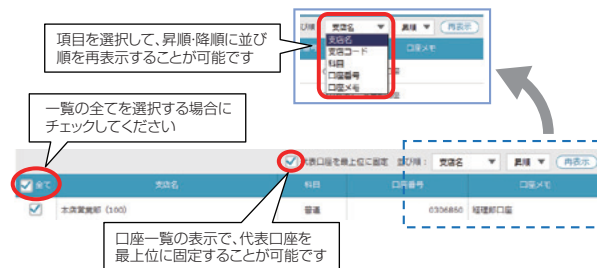 項目を選択して、昇順・降順に並び
順を再表示することが可能です
び順 支店名 ▼ 昇順 ▼ 再表示
支店名
支店コード
科目
口座番号
口座メモ
口座メモ
一覧の全てを選択する場合に
チェックしてください
代表口座を最上位に固定 並び順： 支店名 ▼ 昇順 ▼ 再表示
全て 支店名 科目 口座番号 口座メモ
本店営業部 (100) 普通 0306860 経理部口座
口座一覧の表示で、代表口座を
最上位に固定することが可能です